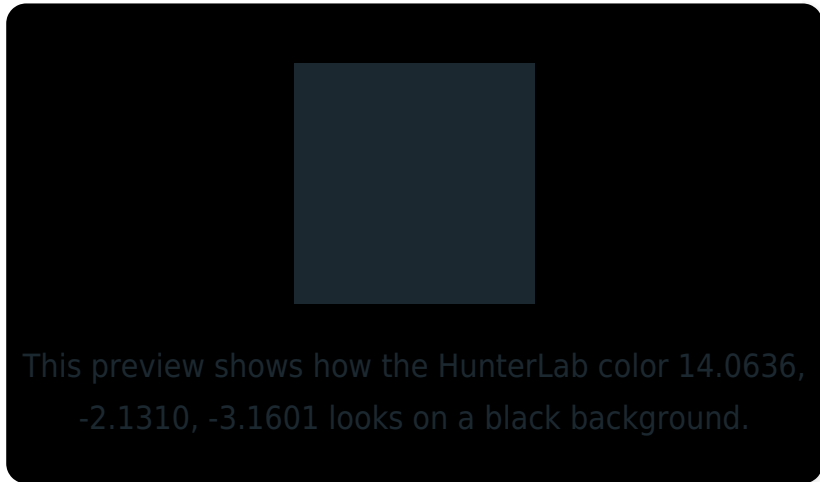 This preview shows how the HunterLab color 14.0636,
-2.1310, -3.1601 looks on a black background.